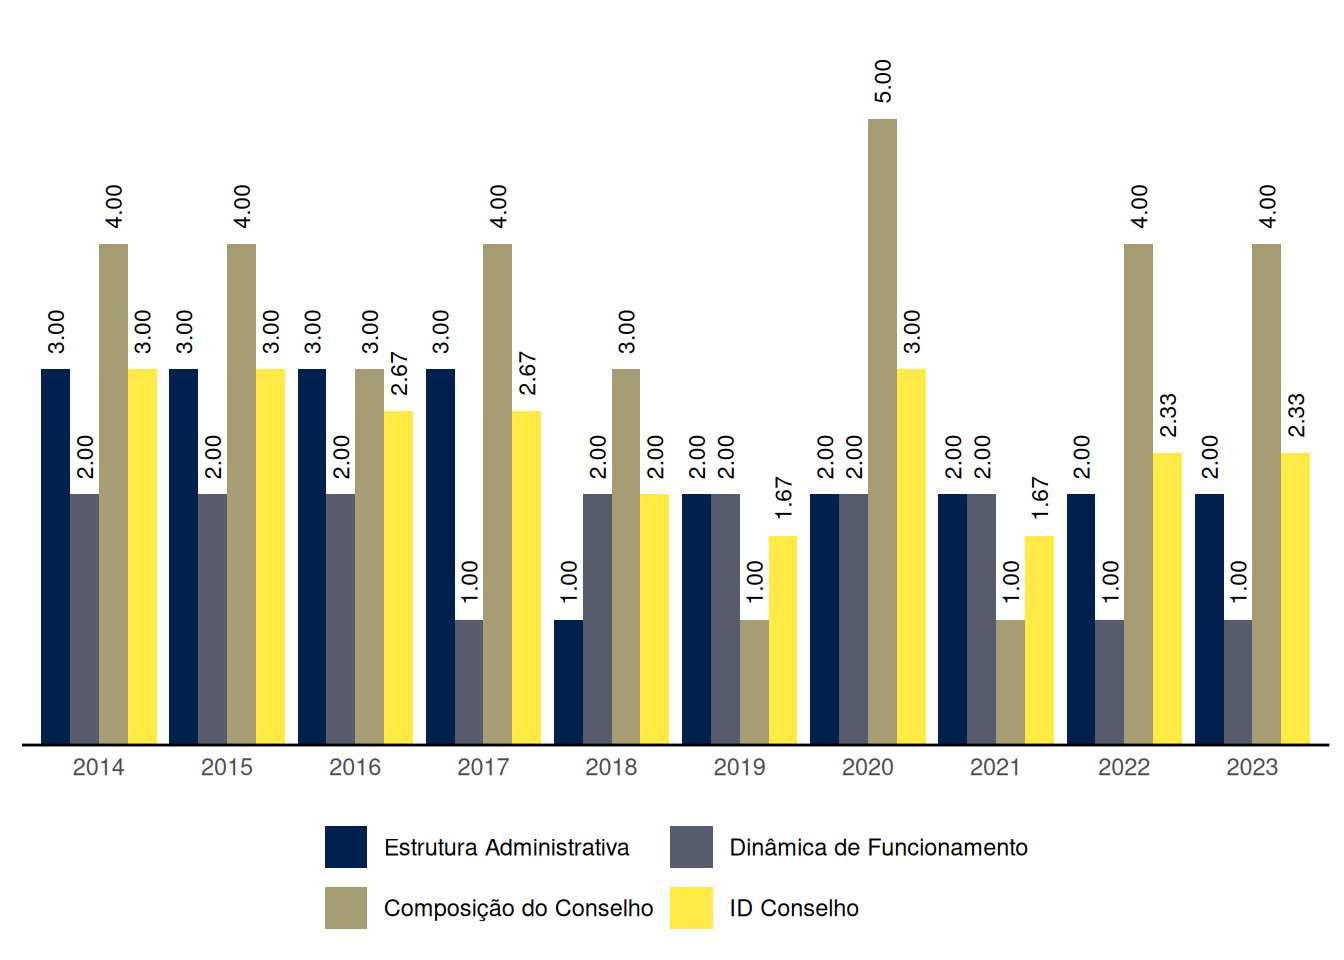 3.00 2.00 4.00 3.00
3.00 2.00 4.00 3.00
3.00 2.00 3.00 2.67
3.00 1.00 4.00 2.67
1.00 2.00 3.00 2.00
2.00 2.00 1.00 1.67
2.00 2.00 5.00 3.00
2.00 2.00 1.00 1.67
2.00 1.00 4.00 2.33
2.00 1.00 4.00 2.33
2014 2015 2016 2017 2018 2019 2020 2021 2022 2023
Estrutura Administrativa Dinâmica de Funcionamento
Composição do Conselho ID Conselho